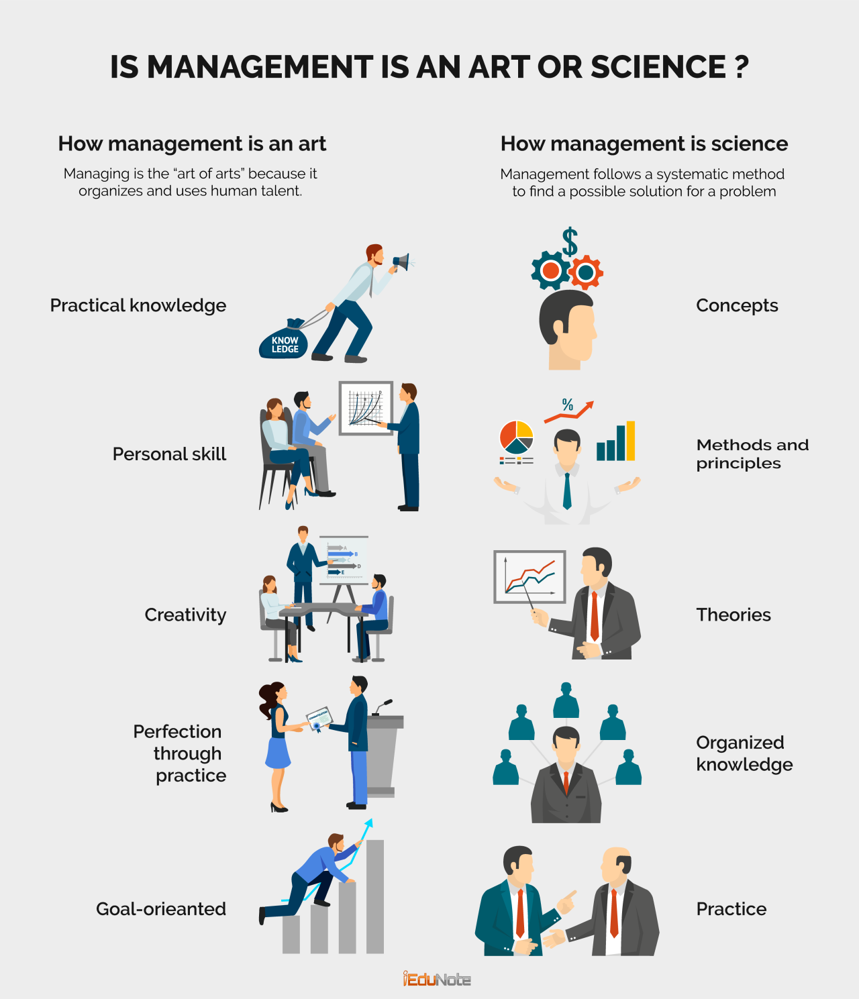 IS MANAGEMENT IS AN ART OR SCIENCE ?
How management is an art
Managing is the “art of arts” because it
organizes and uses human talent.
Practical knowledge
KNOW
LEDGE
Personal skill
A
B
C
D
E
Creativity
A
B
C
D
E
Perfection
through
practice
Goal-orieanted
How management is science
Management follows a systematic method
to find a possible solution for a problem
$
Concepts
%
Methods and
principles
Theories
Organized
knowledge
Practice
iEduNote